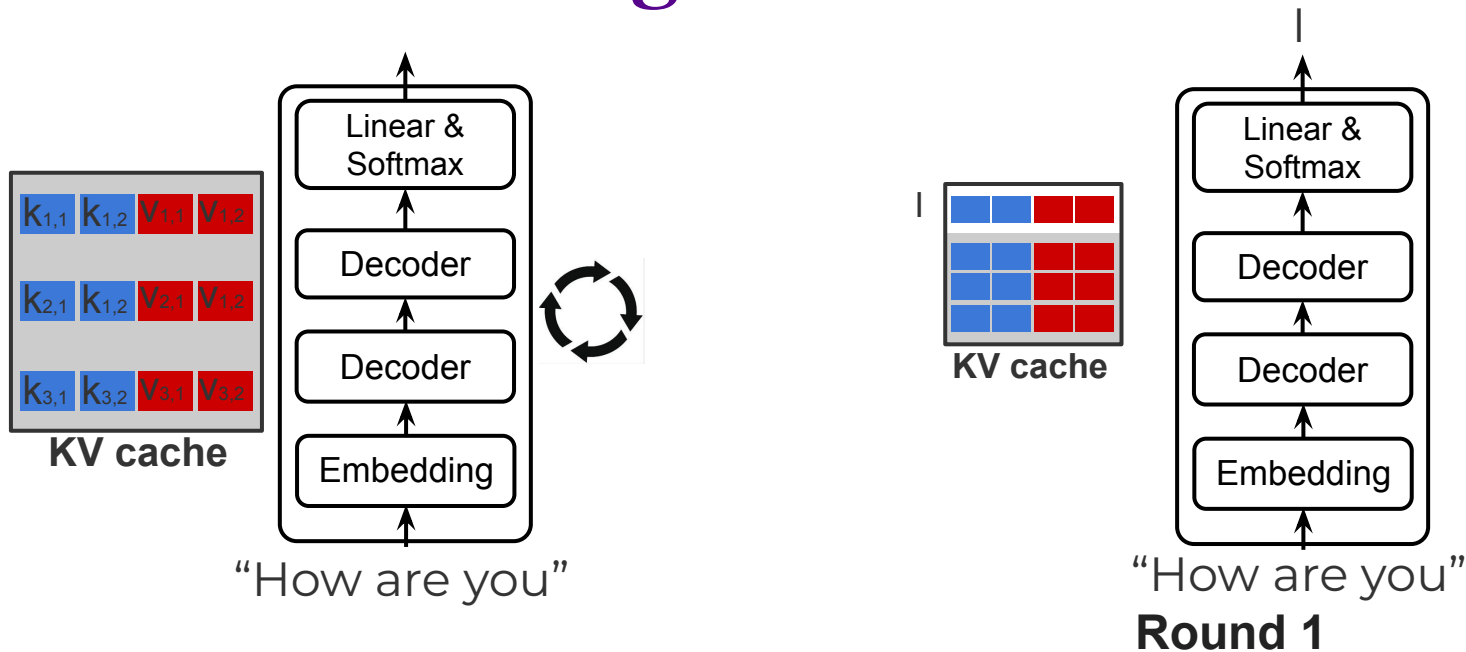 g
Linear &
Softmax
k1,1 k1,2 v1,1 v1,2
Decoder
k2,1 k1,2 v2,1 v1,2
Decoder
k3,1 k3,2 v3,1 v3,2
KV cache
Embedding
“How are you”
I
Linear &
Softmax
I
Decoder
KV cache
Decoder
Embedding
“How are you”
Round 1